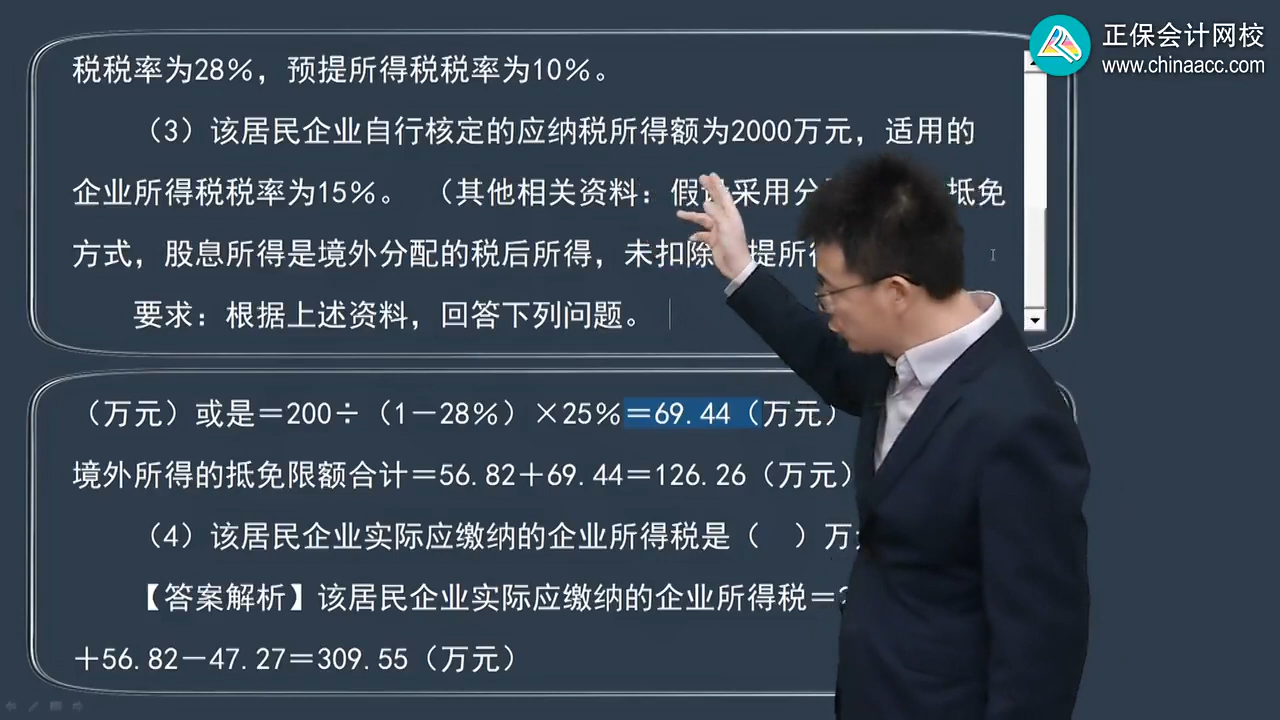 正保会计网校
www.chinaacc.com
税税率为28％，预提所得税税率为10％。
（3）该居民企业自行核定的应纳税所得额为2000万元，适用的
企业所得税税率为15％。（其他相关资料：假设采用分 抵免
方式，股息所得是境外分配的税后所得，未扣除 提所得
要求：根据上述资料，回答下列问题。
（万元）或是＝200÷（1－28％）×25％＝69.44（万元）
境外所得的抵免限额合计＝56.82＋69.44＝126.26（万元）
（4）该居民企业实际应缴纳的企业所得税是（ ）万
【答案解析】该居民企业实际应缴纳的企业所得税＝
＋56.82－47.27＝309.55（万元）